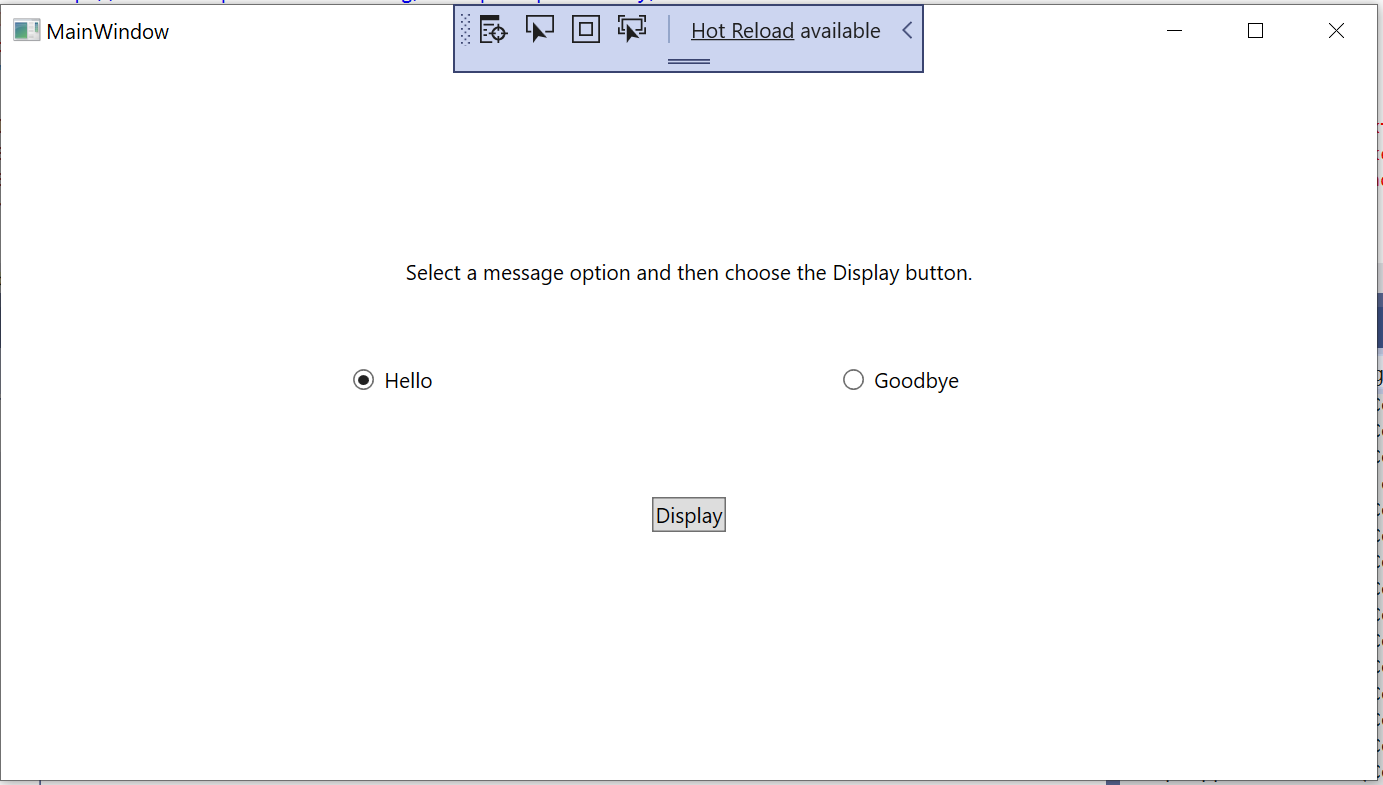 MainWindow
Hot Reload available
Select a message option and then choose the Display button.
Hello
Goodbye
Display